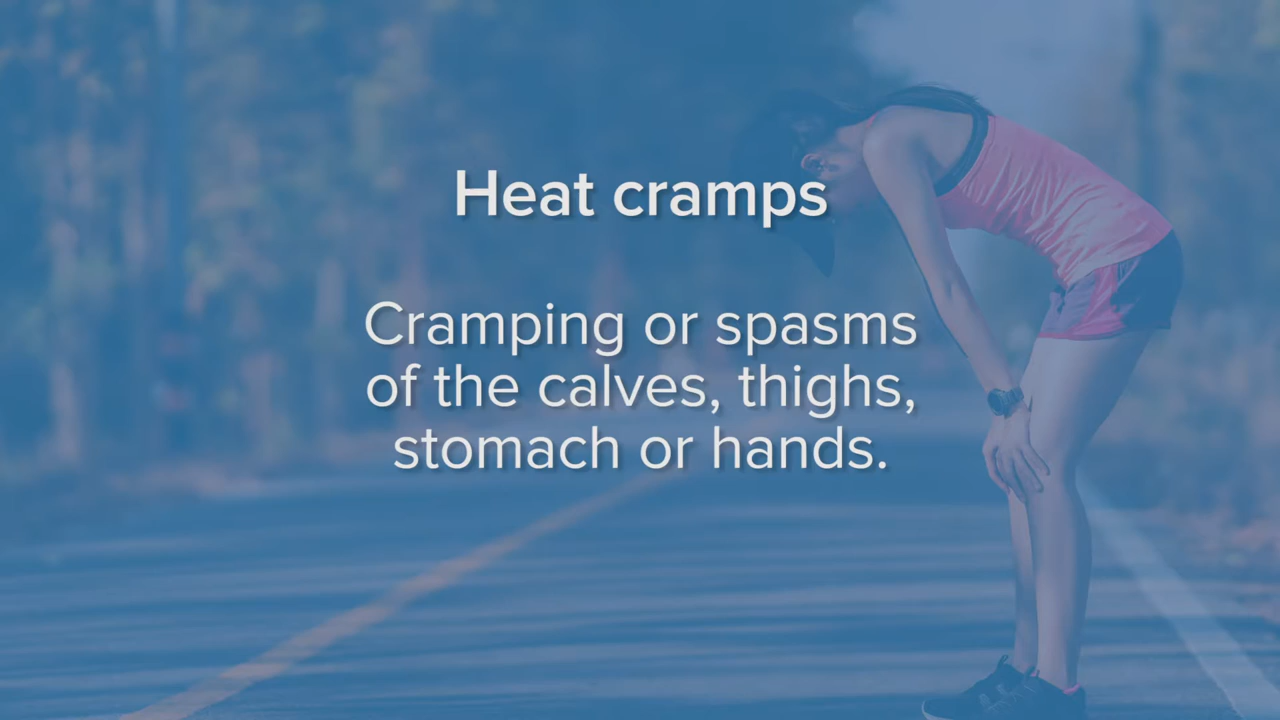 Heat cramps
Cramping or spasms
of the calves, thighs,
stomach or hands.